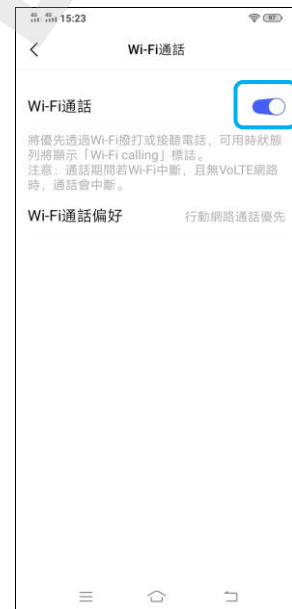 4G 4G 15:23 97
Wi-Fi通話
Wi-Fi通話
將優先透過Wi-Fi撥打或接聽電話，可用時狀態
列將顯示「Wi-Fi calling」標誌。
注意：通話期間若Wi-Fi中斷，且無VoLTE網路
時，通話會中斷。
Wi-Fi通話偏好 行動網路通話優先